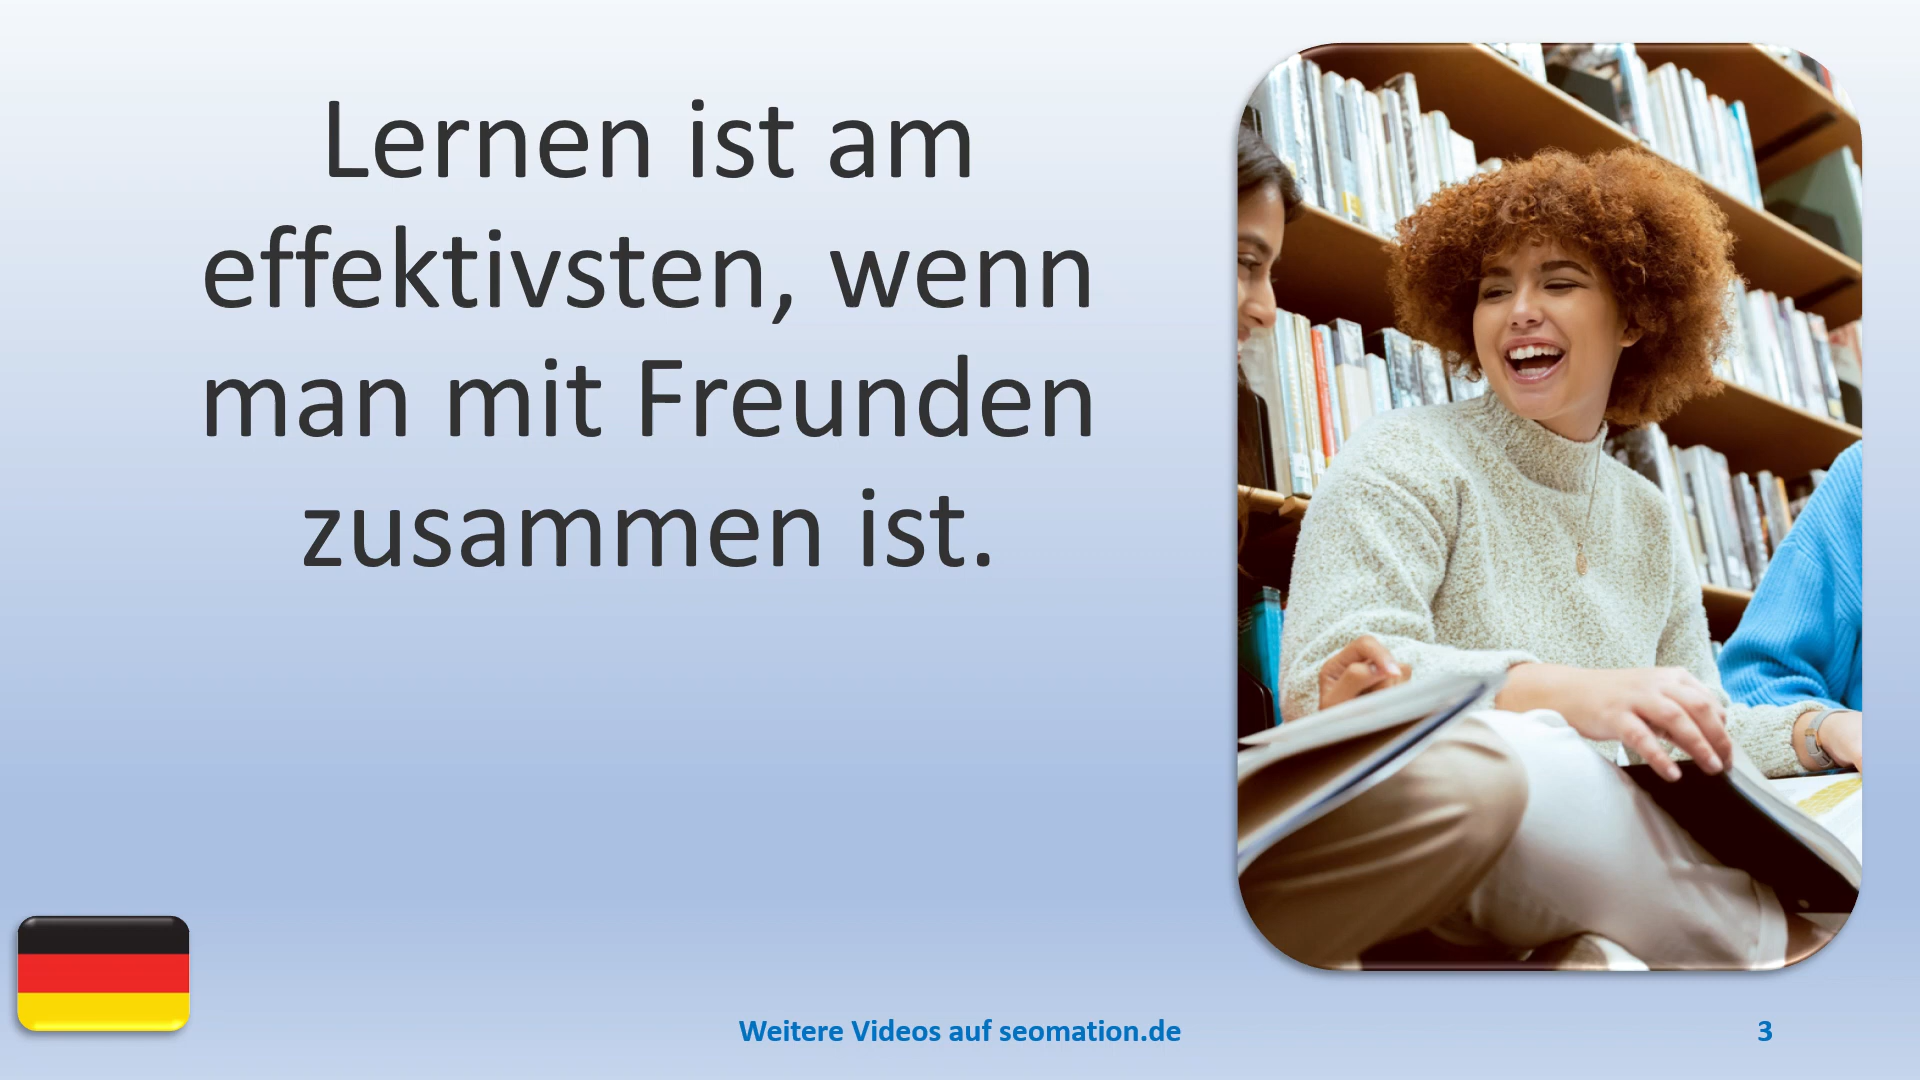 Lernen ist am
effektivsten, wenn
man mit Freunden
zusammen ist.
Weitere Videos auf seomation.de
3